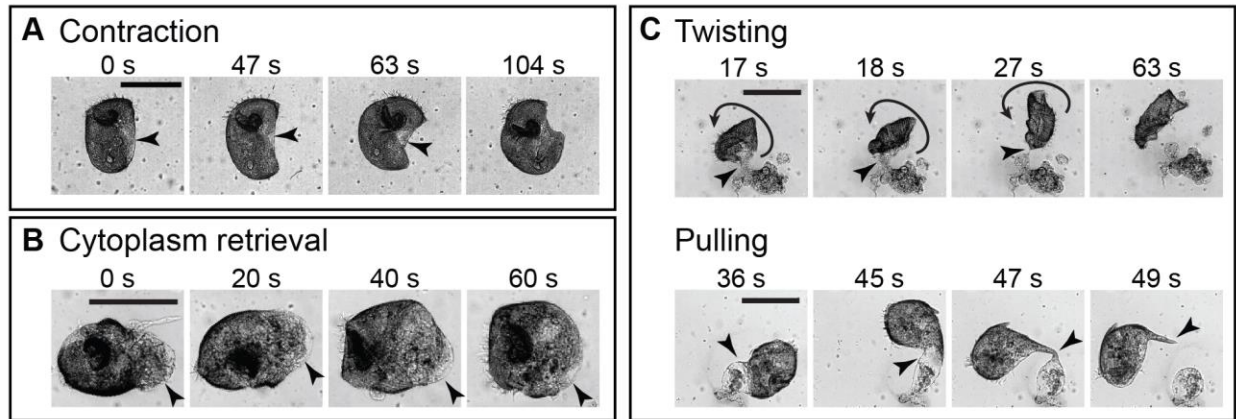 A Contraction
0 s 47 s 63 s 104 s
B Cytoplasm retrieval
0 s 20 s 40 s 60 s
C Twisting
17 s 18 s 27 s 63 s
Pulling
36 s 45 s 47 s 49 s